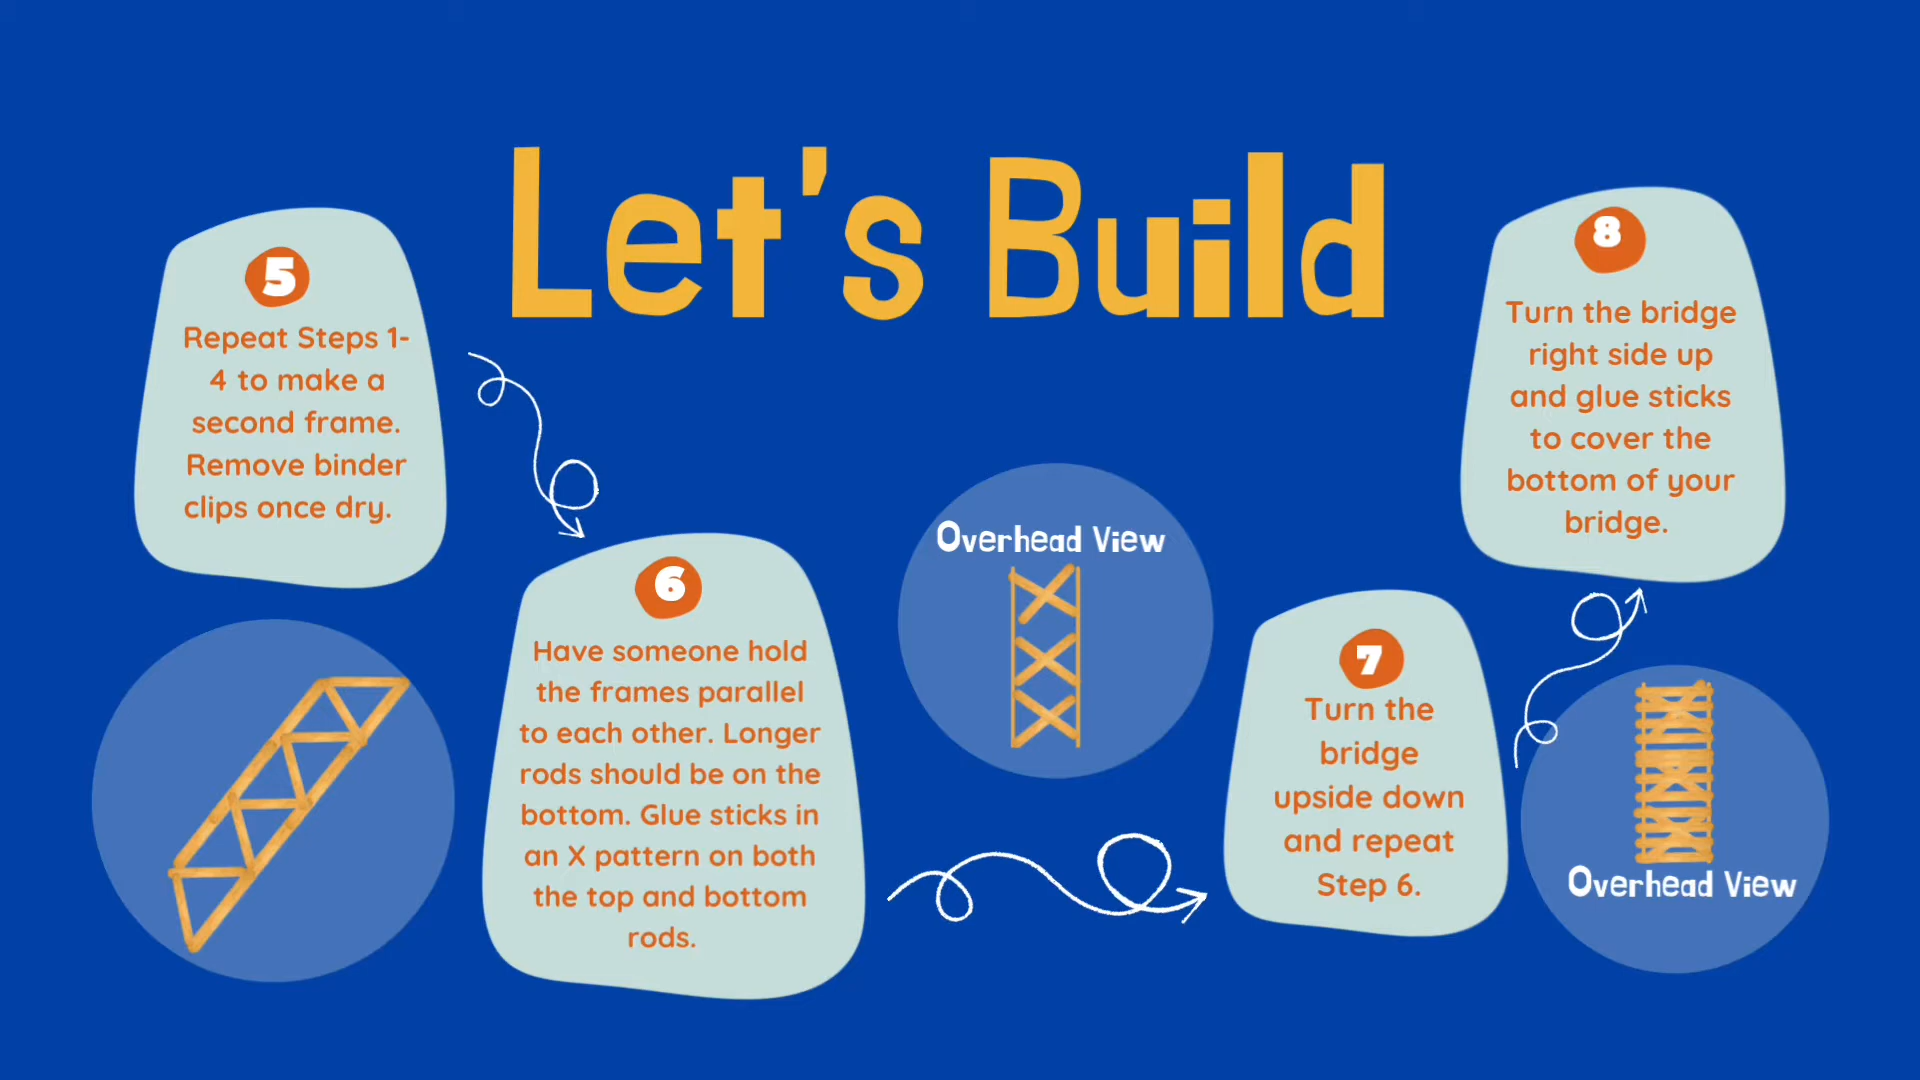 Let's Build
5
Repeat Steps 1-
4 to make a
second frame.
Remove binder
clips once dry.
6
Have someone hold
the frames parallel
to each other. Longer
rods should be on the
bottom. Glue sticks in
an X pattern on both
the top and bottom
rods.
Overhead View
7
Turn the
bridge
upside down
and repeat
Step 6.
8
Turn the bridge
right side up
and glue sticks
to cover the
bottom of your
bridge.
Overhead View